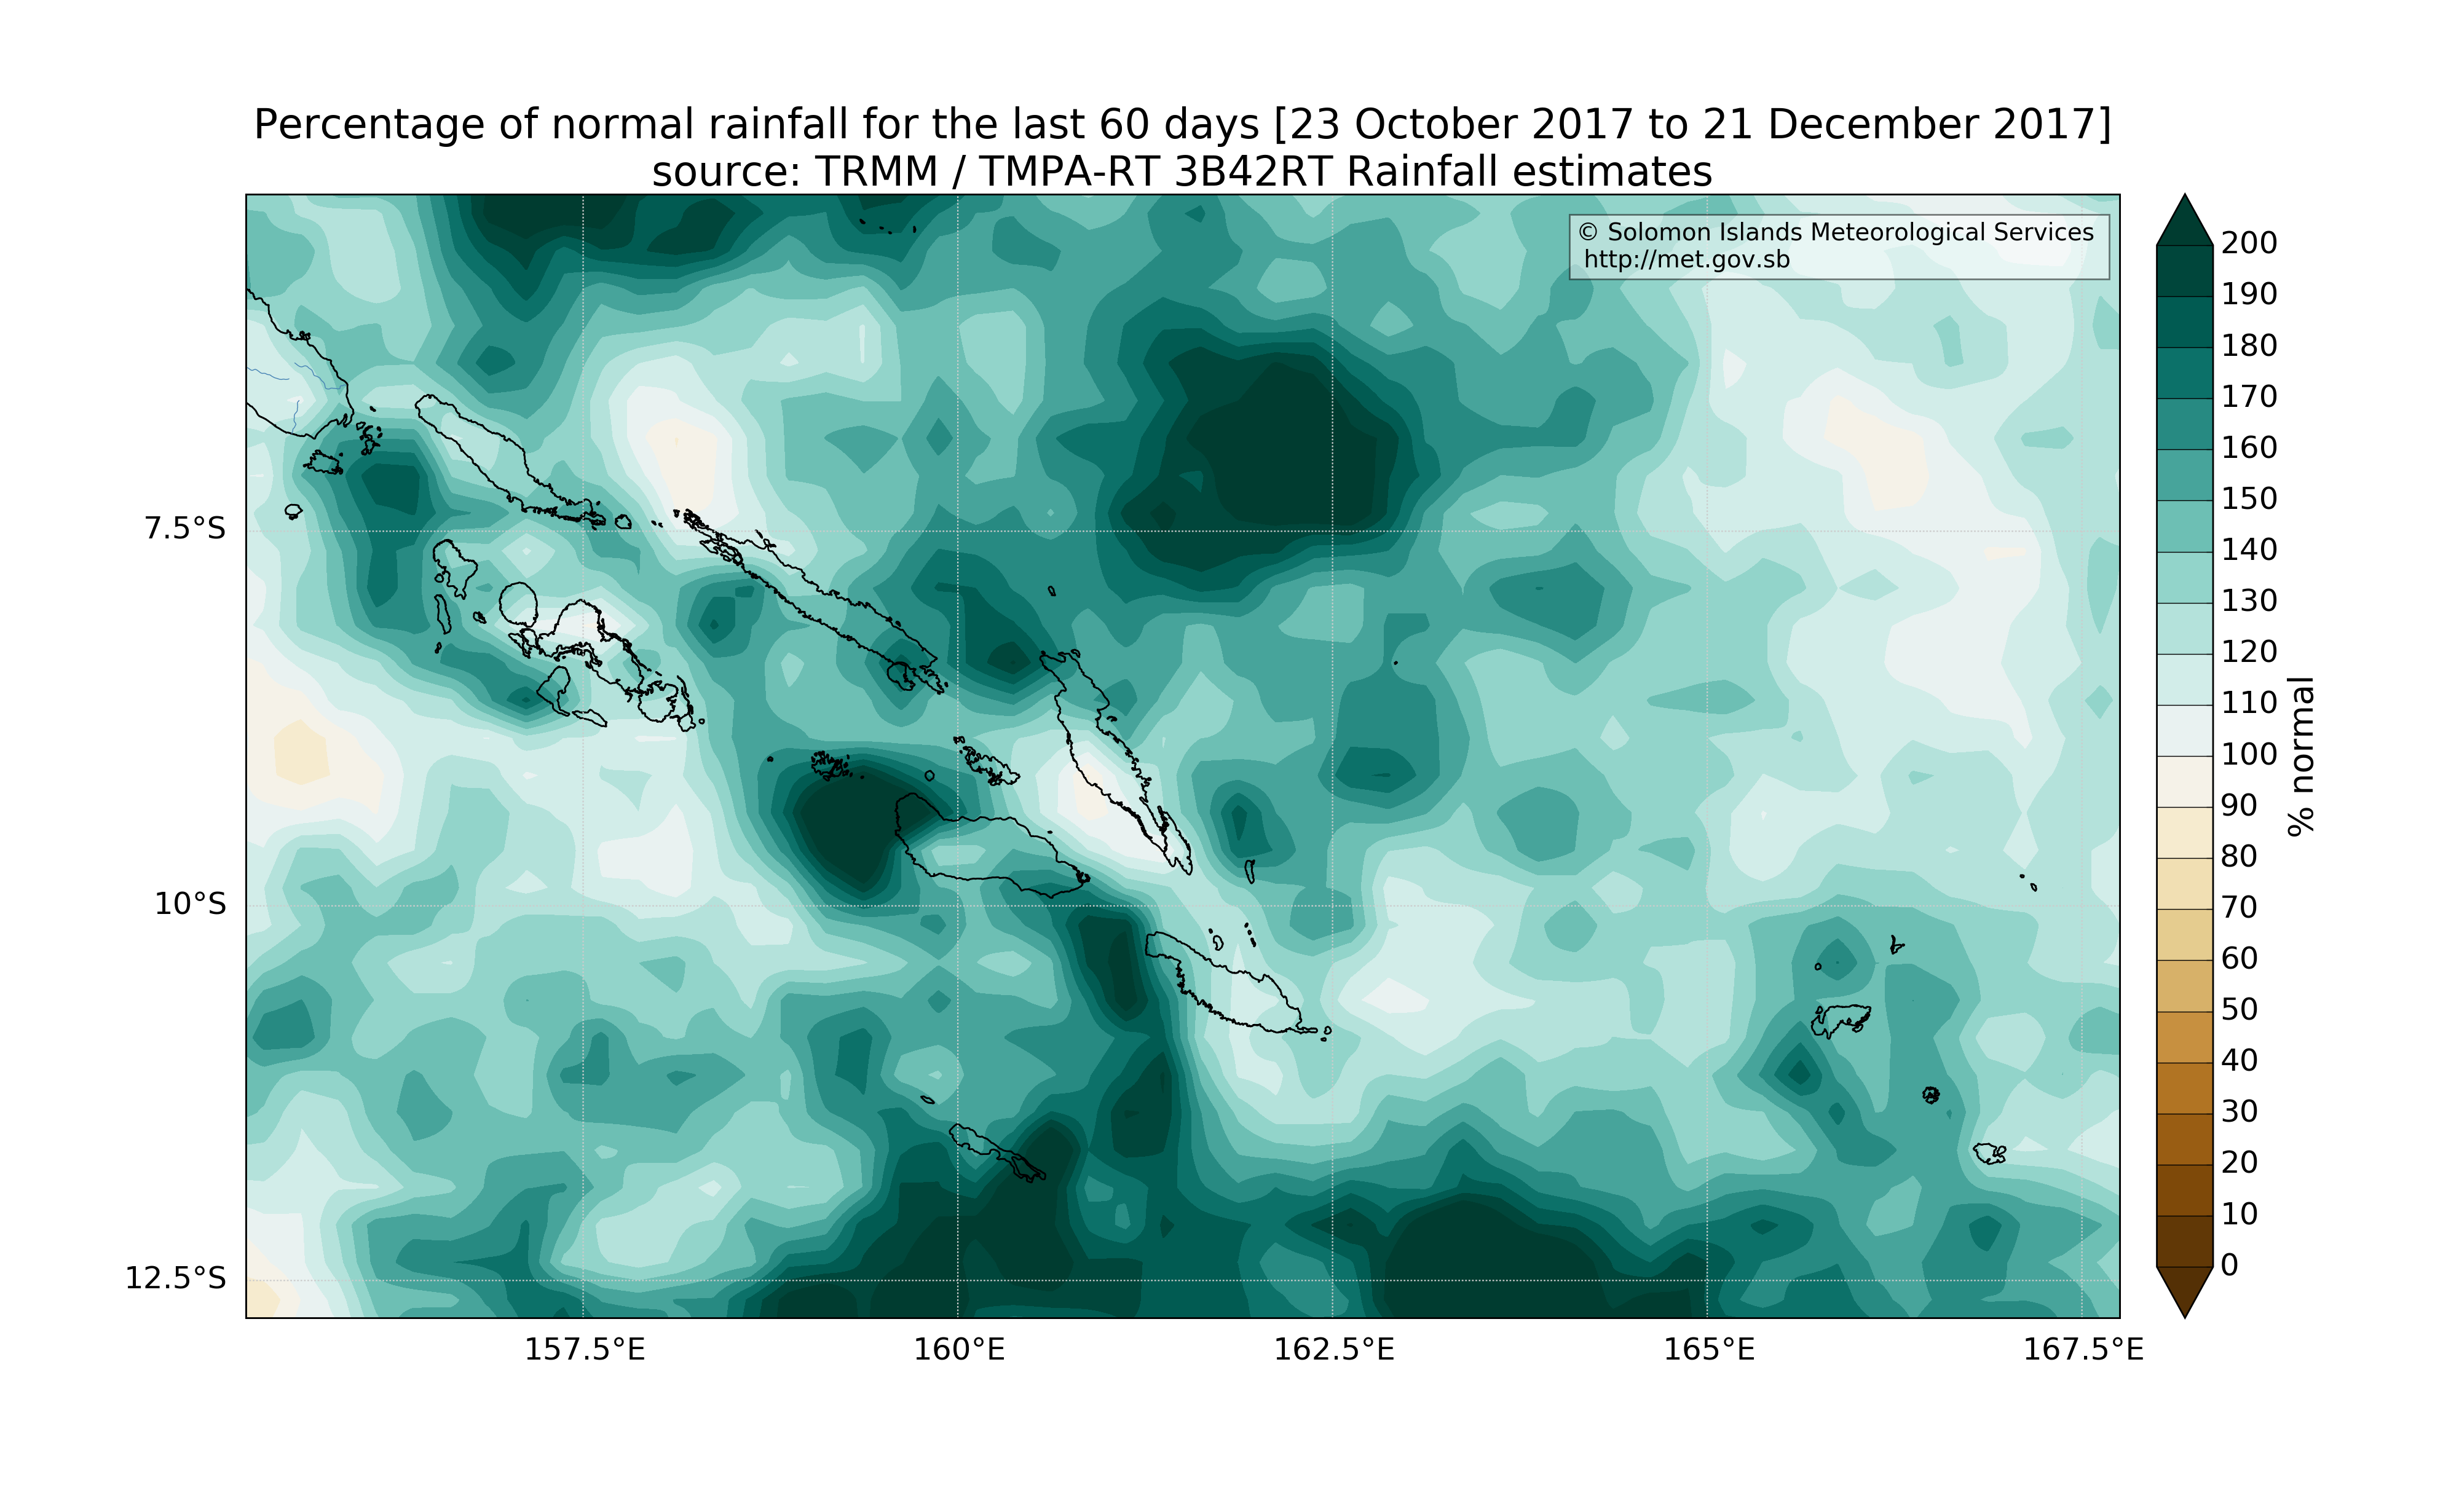 Percentage of normal rainfall for the last 60 days [23 October 2017 to 21 December 2017]
source: TRMM / TMPA-RT 3B42RT Rainfall estimates
© Solomon Islands Meteorological Services
http://met.gov.sb
7.5°S
10°S
12.5°S
157.5°E
160°E
162.5°E
165°E
167.5°E
200
190
180
170
160
150
140
130
120
110
100
90
80
70
60
50
40
30
20
10
0
% normal